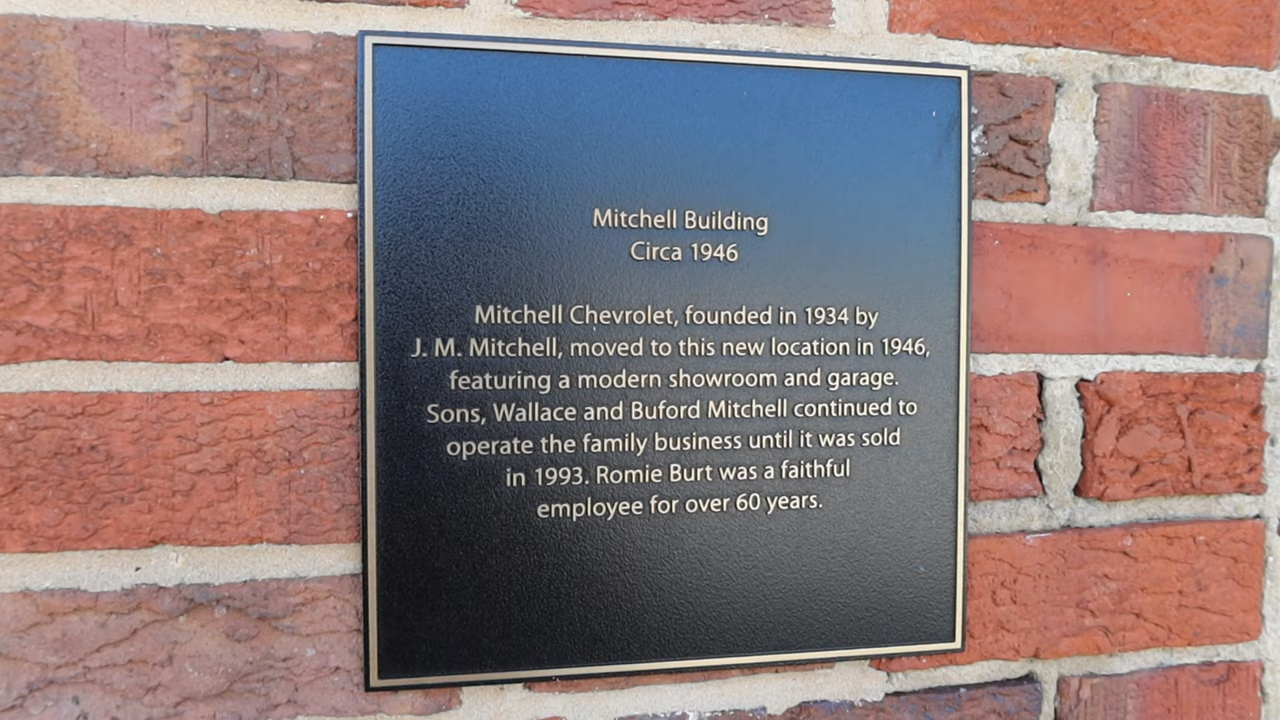 Mitchell Building
Circa 1946
Mitchell Chevrolet, founded in 1934 by
J. M. Mitchell, moved to this new location in 1946,
featuring a modern showroom and garage.
Sons, Wallace and Buford Mitchell continued to
operate the family business until it was sold
in 1993. Romie Burt was a faithful
employee for over 60 years.